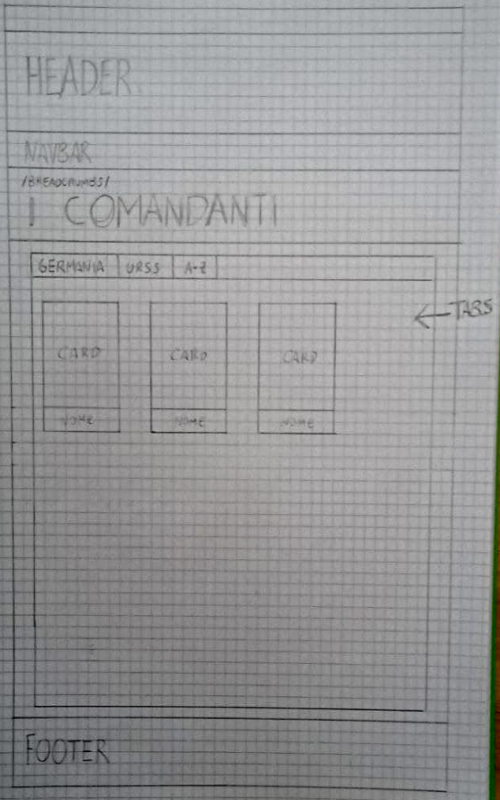 HEADER
NAVBAR
/BREADCRUMBS/
I COMANDANTI
GERMANIA URSS A-Z
TABS
CARD CARD CARD
NOME NOME NOME
FOOTER